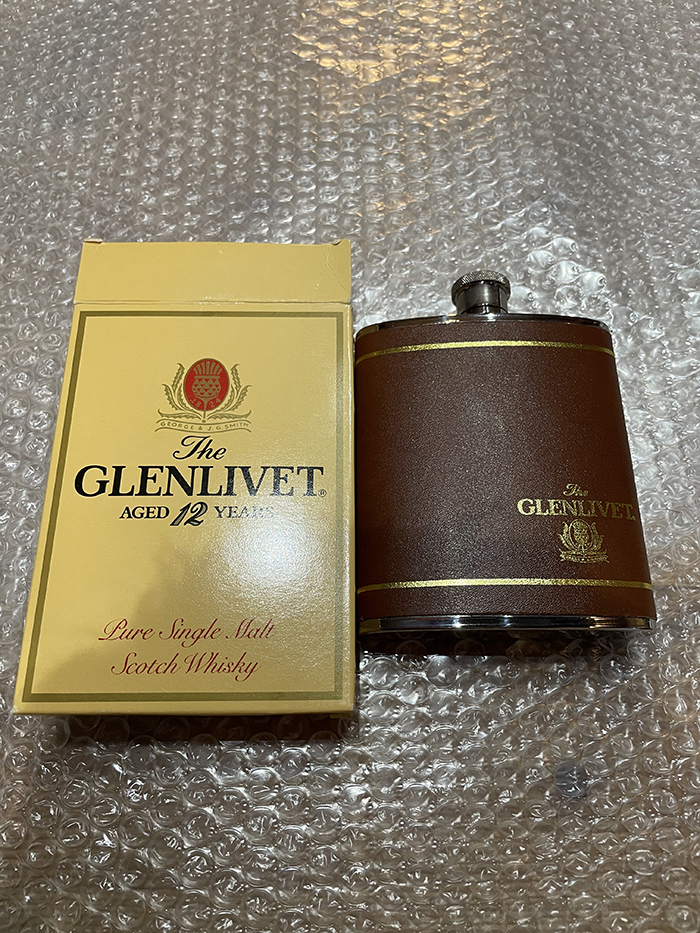 GEORGE & J.G. SMITH
The
GLENLIVET®
AGED 12 YEARS
Pure Single Malt
Scotch Whisky
The
GLENLIVET